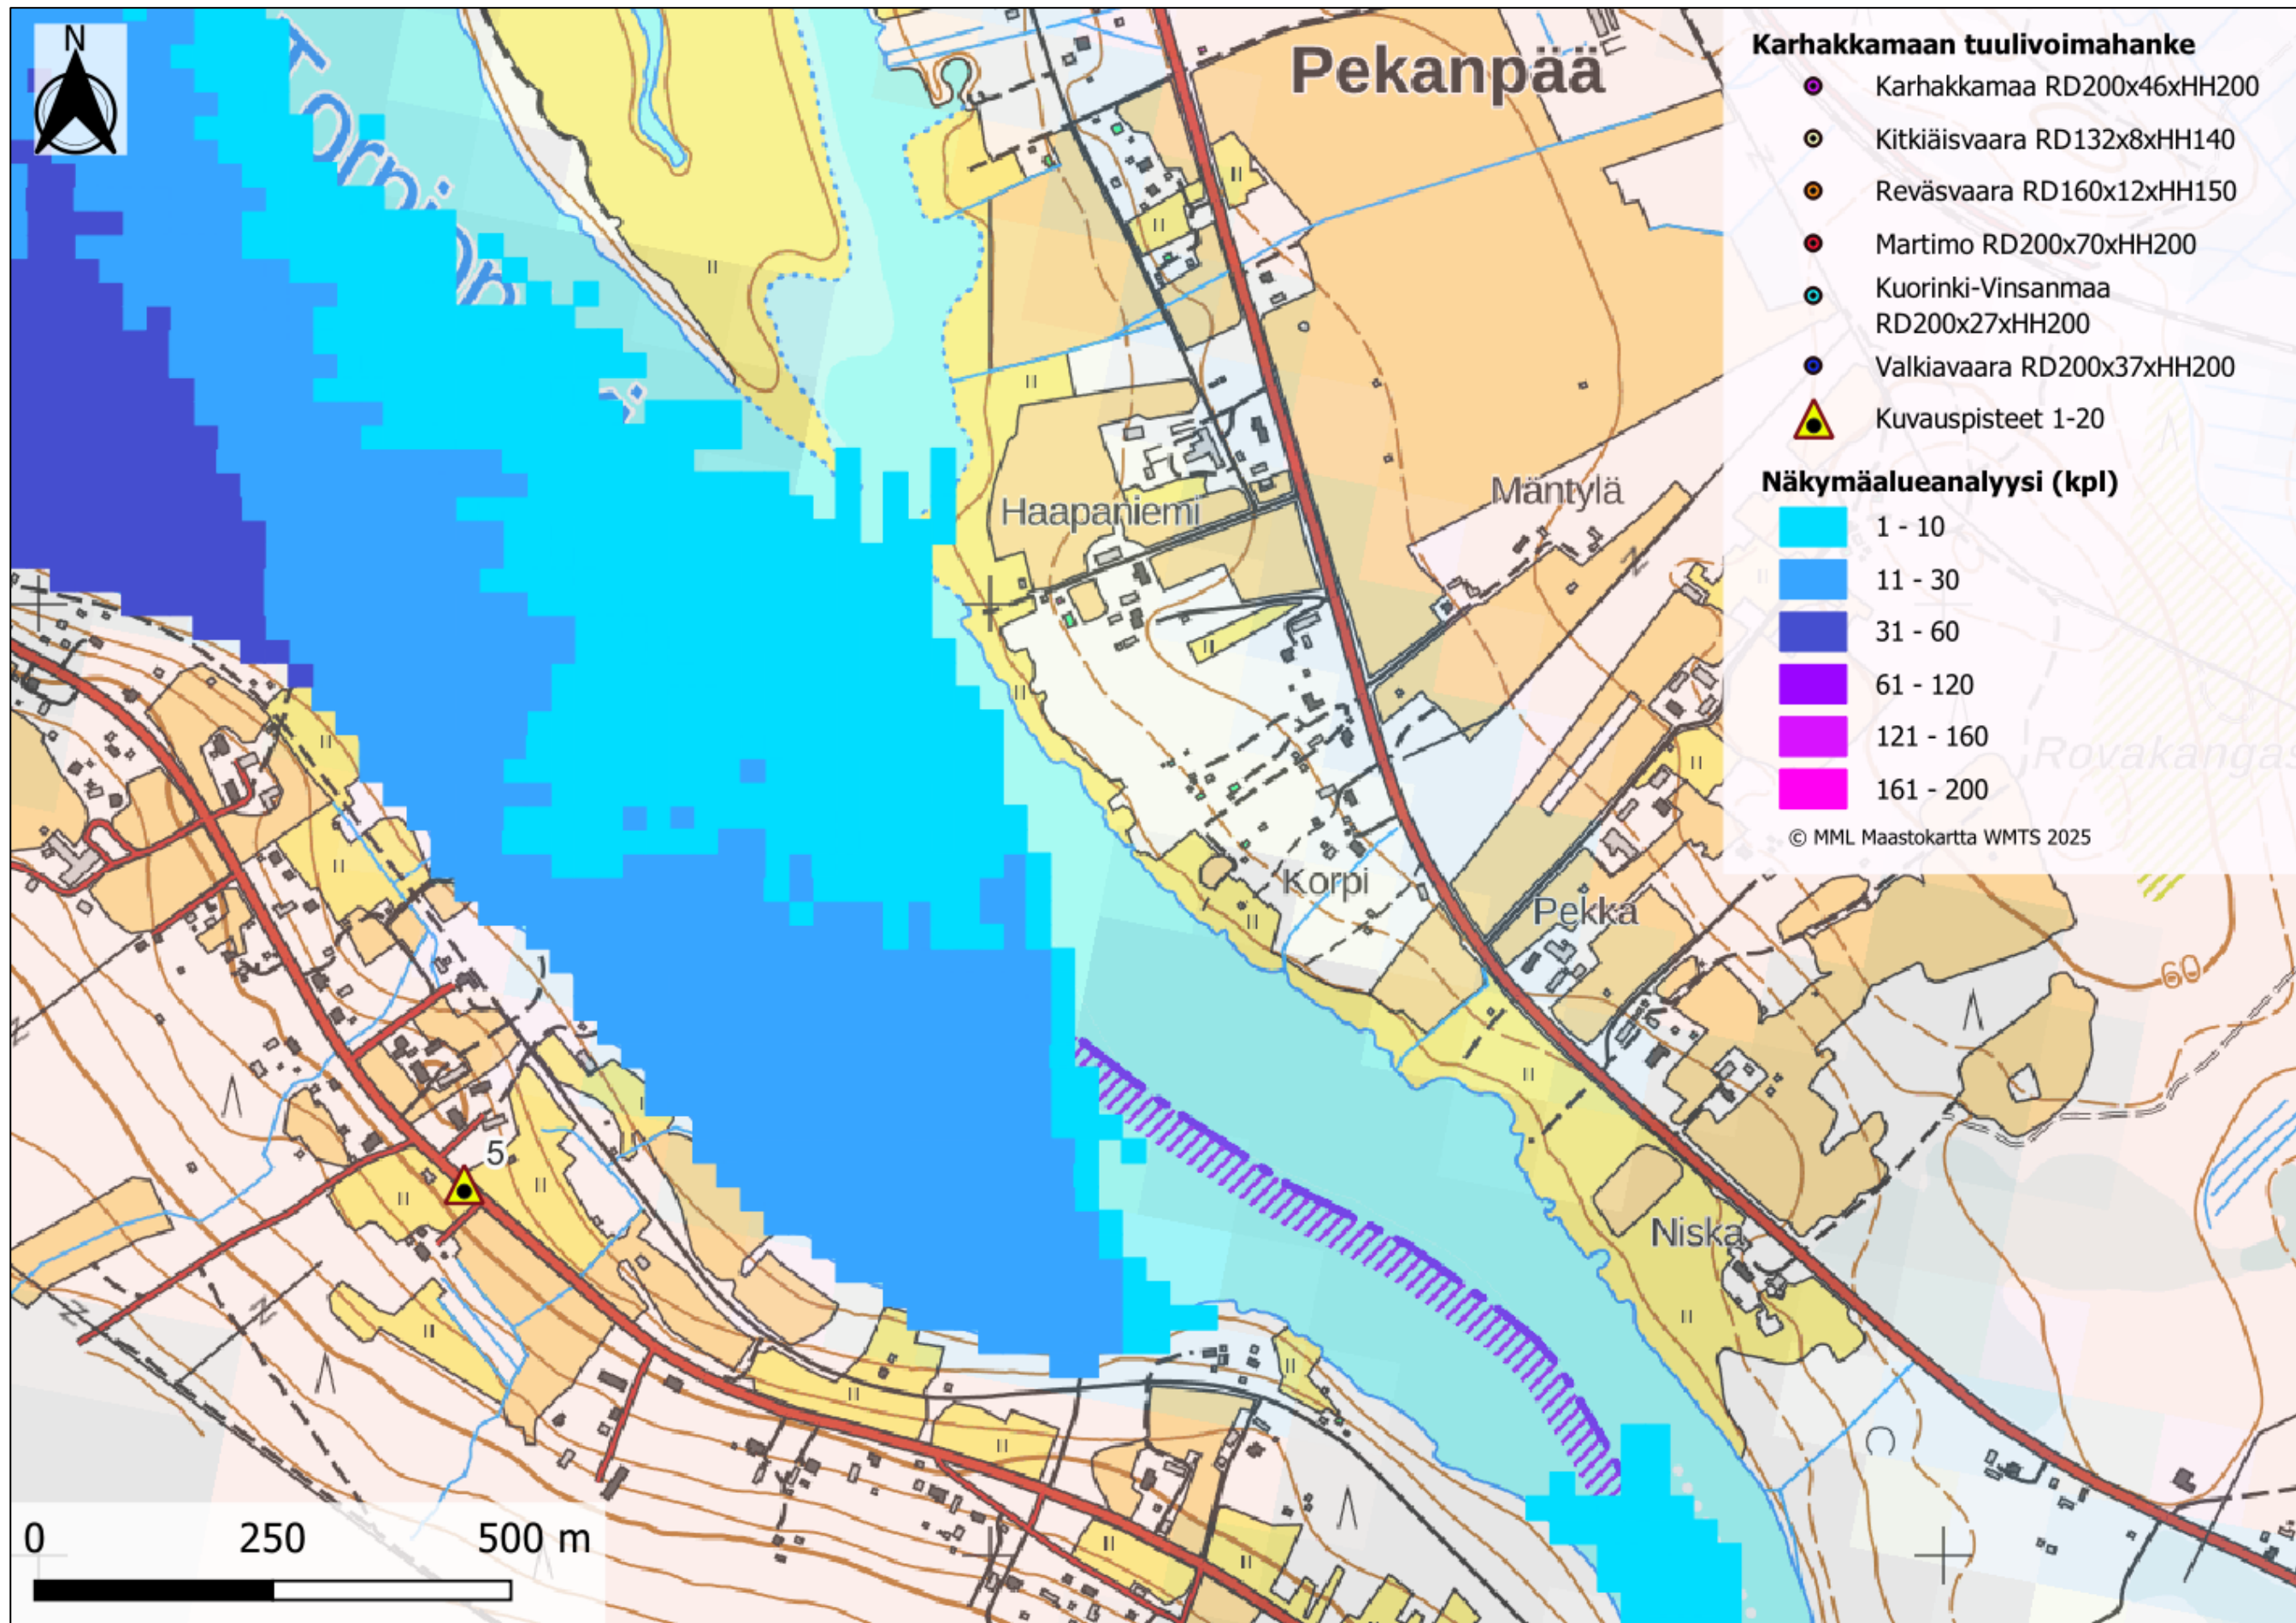 N
Pekanpää
Haapaniemi
Mäntylä
Korpi
Pekka
Niska
Rovakangas
60
5
0 250 500 m
Karhakkamaan tuulivoimahanke
Karhakkamaa RD200x46xHH200
Kitkiäisvaara RD132x8xHH140
Reväsvaara RD160x12xHH150
Martimo RD200x70xHH200
Kuorinki-Vinsanmaa
RD200x27xHH200
Valkiavaara RD200x37xHH200
Kuvauspisteet 1-20
Näkymäalueanalyysi (kpl)
1 - 10
11 - 30
31 - 60
61 - 120
121 - 160
161 - 200
© MML Maastokartta WMTS 2025